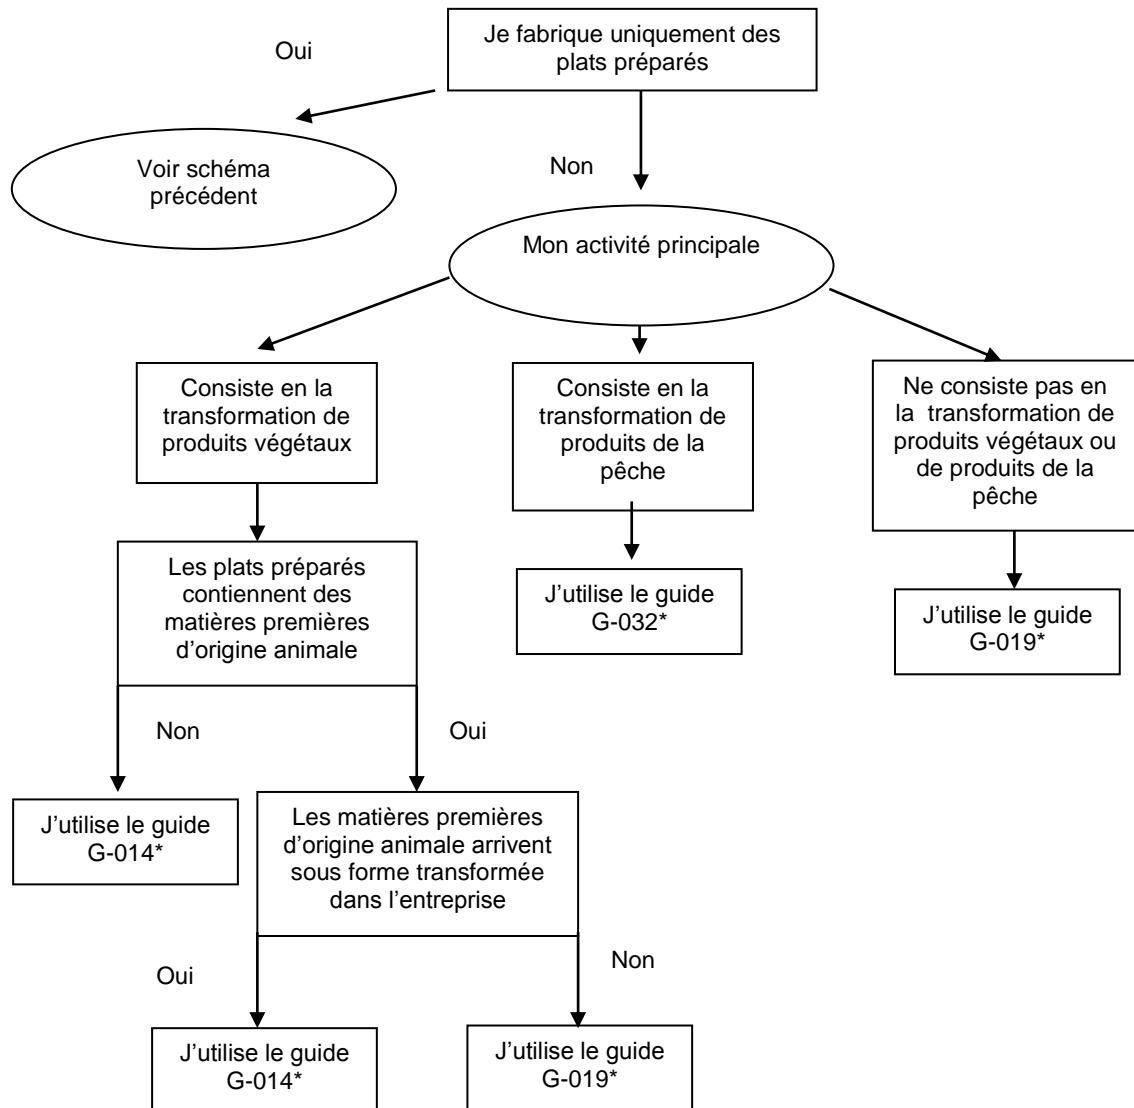 Je fabrique uniquement des
plats préparés
Oui
Voir schéma
précédent
Non
Mon activité principale
Consiste en la
transformation de
produits végétaux
Consiste en la
transformation de
produits de la
pêche
Ne consiste pas en
la transformation de
produits végétaux ou
de produits de la
pêche
Les plats préparés
contiennent des
matières premières
d'origine animale
J'utilise le guide
G-032*
J'utilise le guide
G-019*
Non
Oui
J'utilise le guide
G-014*
Les matières premières
d'origine animale arrivent
sous forme transformée
dans l'entreprise
Oui
Non
J'utilise le guide
G-014*
J'utilise le guide
G-019*